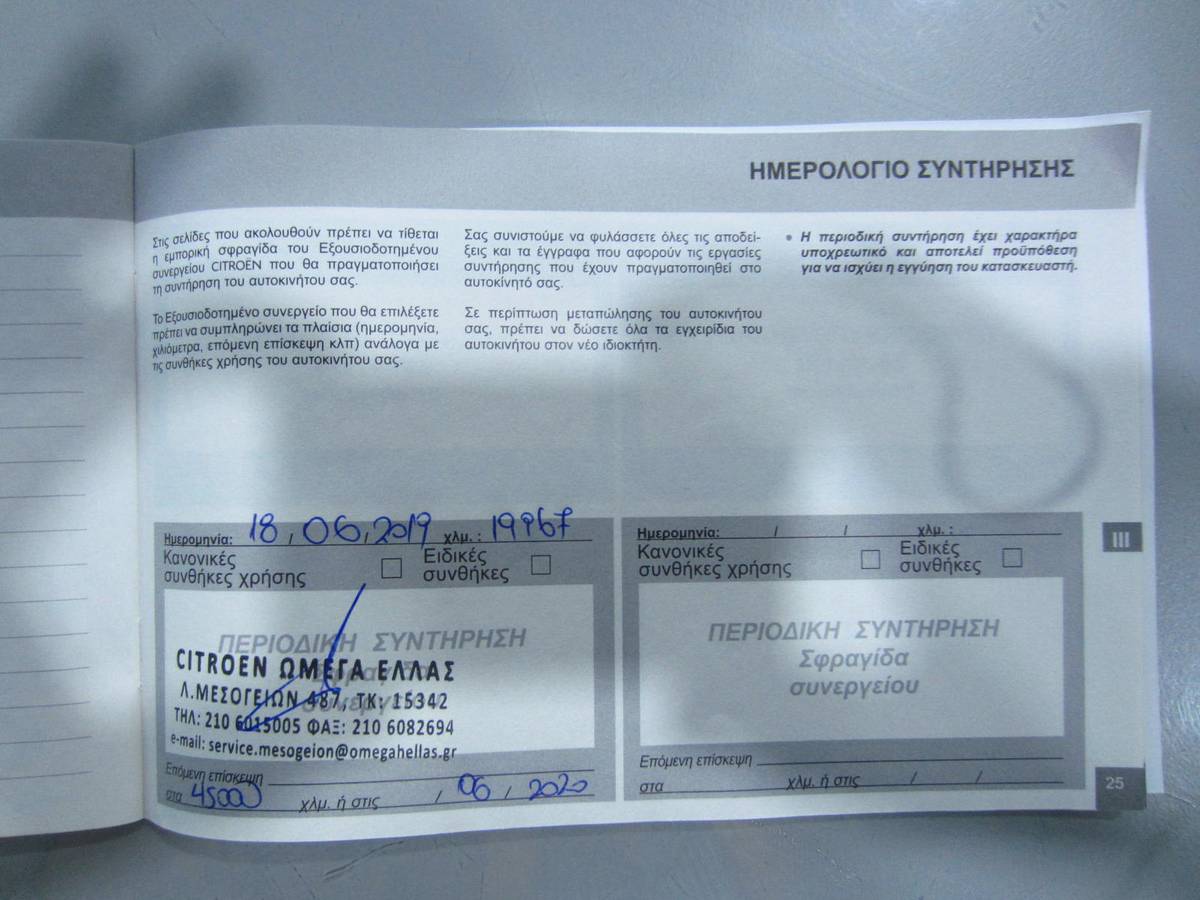 ΗΜΕΡΟΛΟΓΙΟ ΣΥΝΤΗΡΗΣΗΣ
Στις σελίδες που ακολουθούν πρέπει να τίθεται
η εμπορική σφραγίδα του Εξουσιοδοτημένου
συνεργείου CITROËN που θα πραγματοποιήσει
τη συντήρηση του αυτοκινήτου σας.
Το Εξουσιοδοτημένο συνεργείο που θα επιλέξετε
πρέπει να συμπληρώνει τα πλαίσια (ημερομηνία,
χιλιόμετρα, επόμενη επίσκεψη κλπ) ανάλογα με
τις συνθήκες χρήσης του αυτοκινήτου σας.
Σας συνιστούμε να φυλάσσετε όλες τις αποδεί-
ξεις και τα έγγραφα που αφορούν τις εργασίες
συντήρησης που έχουν πραγματοποιηθεί στο
αυτοκίνητό σας.
Σε περίπτωση μεταπώλησης του αυτοκινήτου
σας, πρέπει να δώσετε όλα τα εγχειρίδια του
αυτοκινήτου στον νέο ιδιοκτήτη.
• Η περιοδική συντήρηση έχει χαρακτήρα
υποχρεωτικό και αποτελεί προϋπόθεση
για να ισχύει η εγγύηση του κατασκευαστή.
Ημερομηνία: 18 / 06 / 2019 χλμ. : 19967
Κανονικές
συνθήκες χρήσης
Ειδικές
συνθήκες
ΠΕΡΙΟΔΙΚΗ ΣΥΝΤΗΡΗΣΗ
Σφραγίδα
συνεργείου
CITROEN ΩΜΕΓΑ ΕΛΛΑΣ
Λ.ΜΕΣΟΓΕΙΩΝ 487, ΤΚ: 15342
ΤΗΛ: 210 6015005 ΦΑΞ: 210 6082694
e-mail: service.mesogeion@omegahellas.gr
Επόμενη επίσκεψη
στα 45000 χλμ. ή στις / 06 / 2020
Ημερομηνία: / / χλμ. :
Κανονικές
συνθήκες χρήσης
Ειδικές
συνθήκες
ΠΕΡΙΟΔΙΚΗ ΣΥΝΤΗΡΗΣΗ
Σφραγίδα
συνεργείου
Επόμενη επίσκεψη
στα χλμ. ή στις / /
III
25